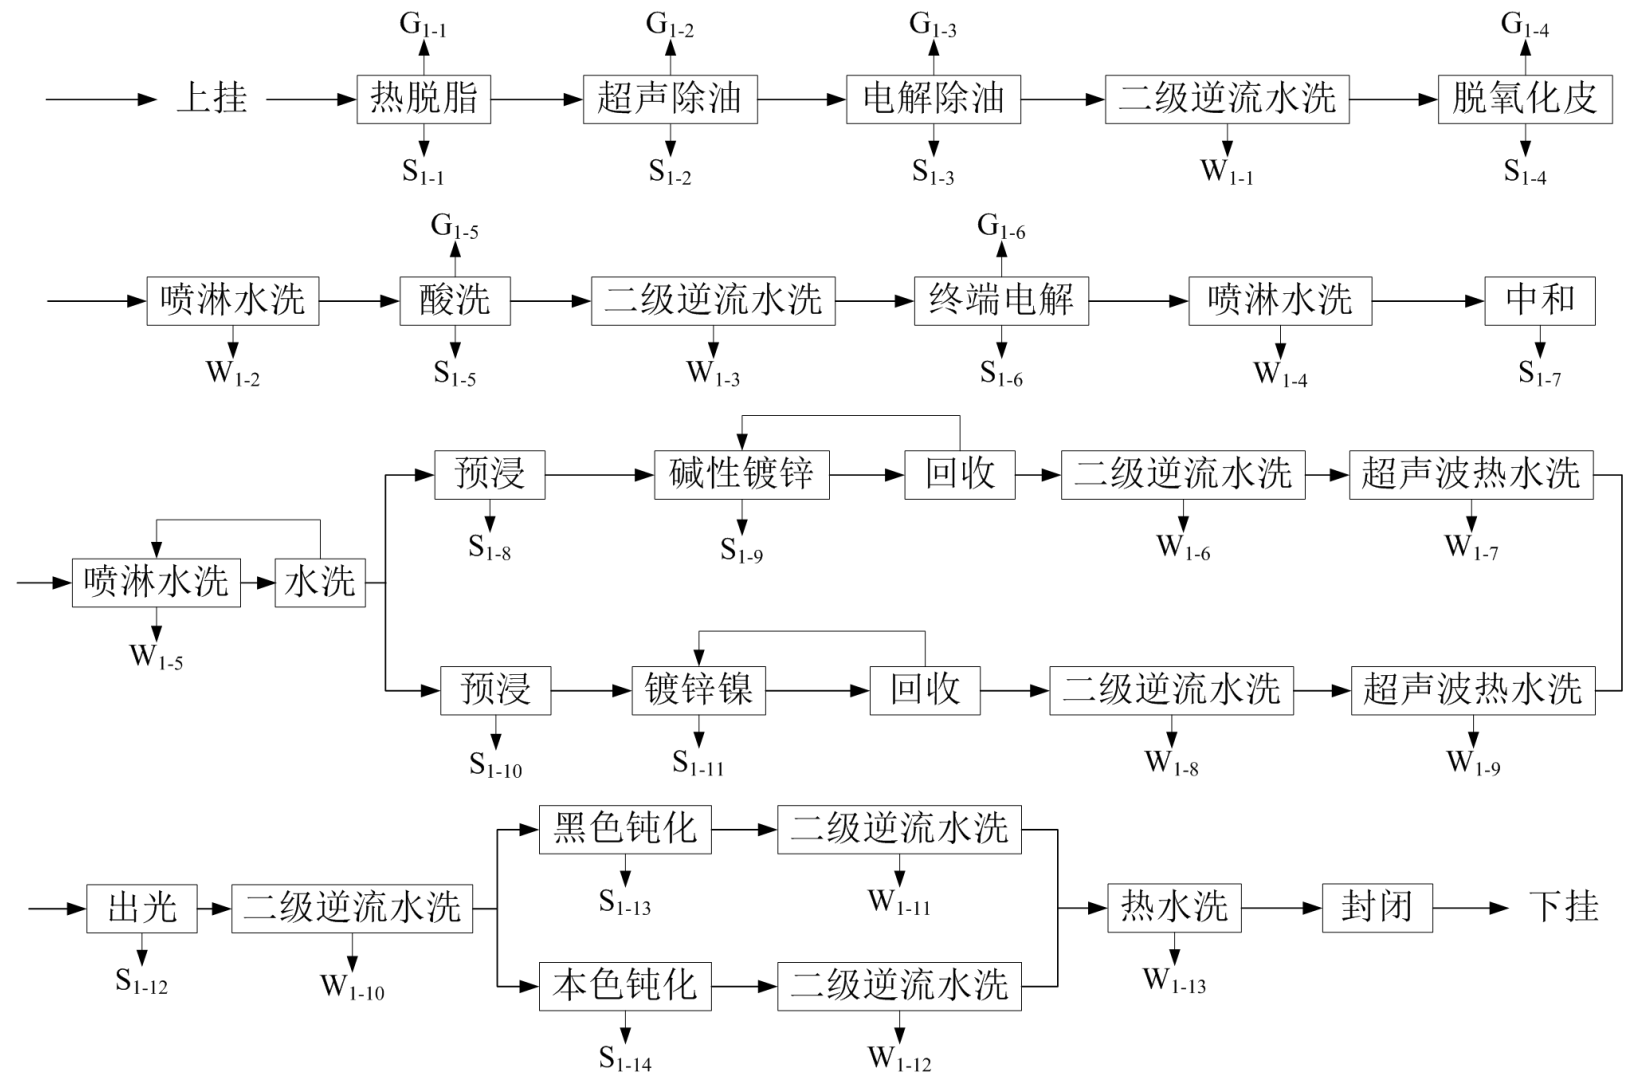 G1-1 G1-2 G1-3 G1-4
上挂 热脱脂 超声除油 电解除油 二级逆流水洗 脱氧化皮
S1-1 S1-2 S1-3 W1-1 S1-4
G1-5 G1-6
喷淋水洗 酸洗 二级逆流水洗 终端电解 喷淋水洗 中和
W1-2 S1-5 W1-3 S1-6 W1-4 S1-7
预浸 碱性镀锌 回收 二级逆流水洗 超声波热水洗
S1-8 S1-9 W1-6 W1-7
喷淋水洗 水洗
W1-5
预浸 镀锌镍 回收 二级逆流水洗 超声波热水洗
S1-10 S1-11 W1-8 W1-9
黑色钝化 二级逆流水洗
S1-13 W1-11
出光 二级逆流水洗 热水洗 封闭 下挂
S1-12 W1-10 W1-13
本色钝化 二级逆流水洗
S1-14 W1-12